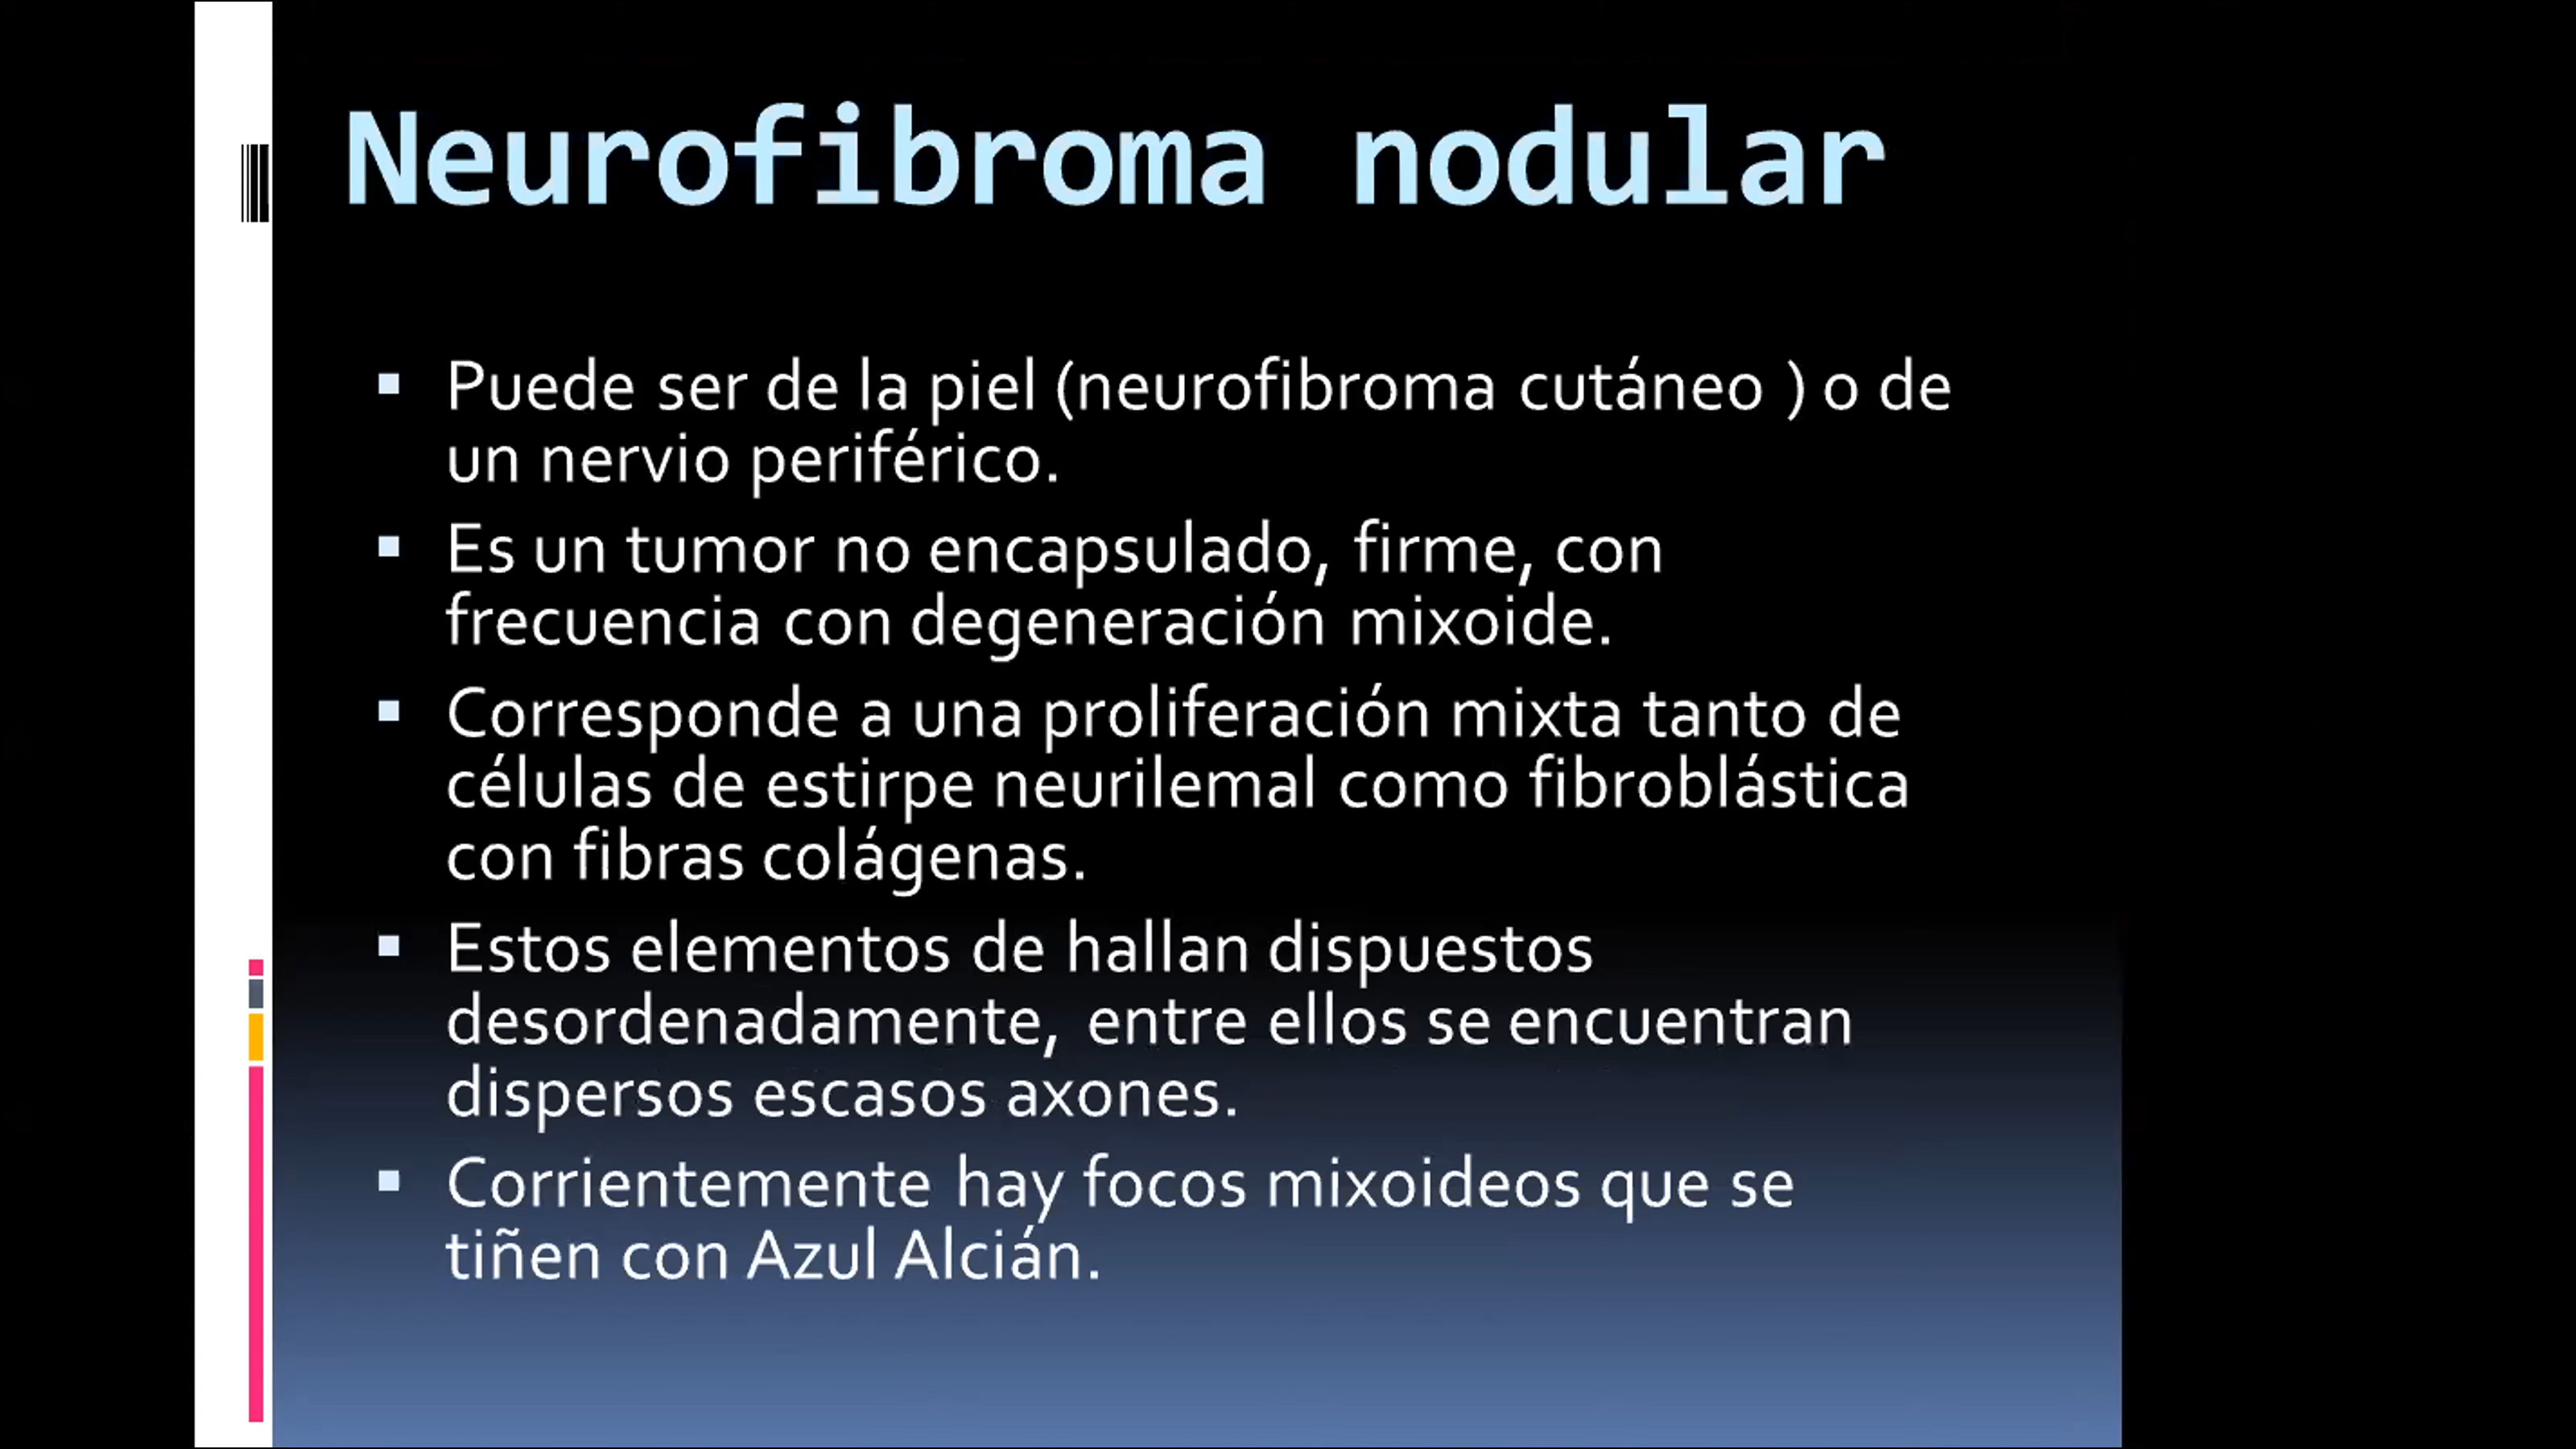 Neurofibroma nodular
▪ Puede ser de la piel (neurofibroma cutáneo ) o de
un nervio periférico.
▪ Es un tumor no encapsulado, firme, con
frecuencia con degeneración mixoide.
▪ Corresponde a una proliferación mixta tanto de
células de estirpe neurilemal como fibroblástica
con fibras colágenas.
▪ Estos elementos de hallan dispuestos
desordenadamente, entre ellos se encuentran
dispersos escasos axones.
▪ Corrientemente hay focos mixoideos que se
tiñen con Azul Alcián.